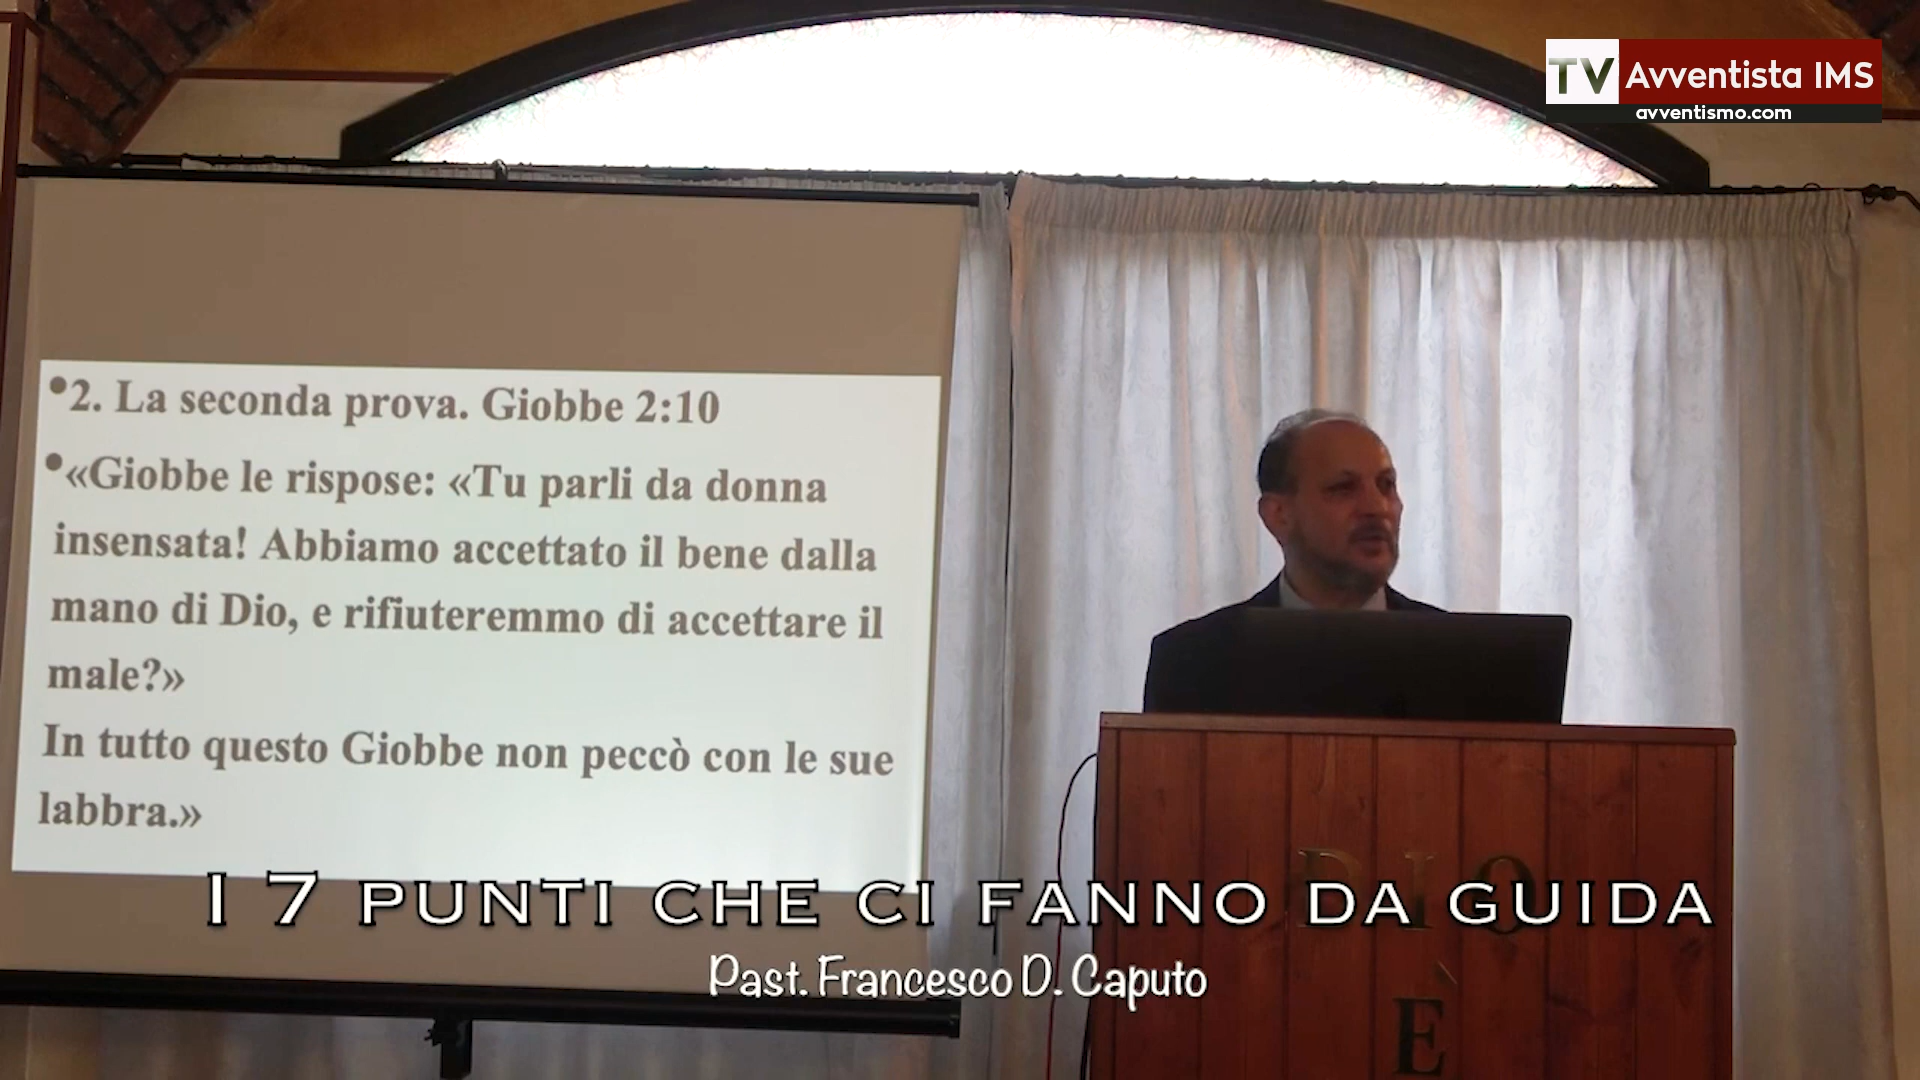 TV Avventista IMS
avventismo.com
•2. La seconda prova. Giobbe 2:10
•«Giobbe le rispose: «Tu parli da donna
insensata! Abbiamo accettato il bene dalla
mano di Dio, e rifiuteremmo di accettare il
male?»
In tutto questo Giobbe non peccò con le sue
labbra.»
I 7 PUNTI CHE CI FANNO DA GUIDA
Past. Francesco D. Caputo
DIO
È